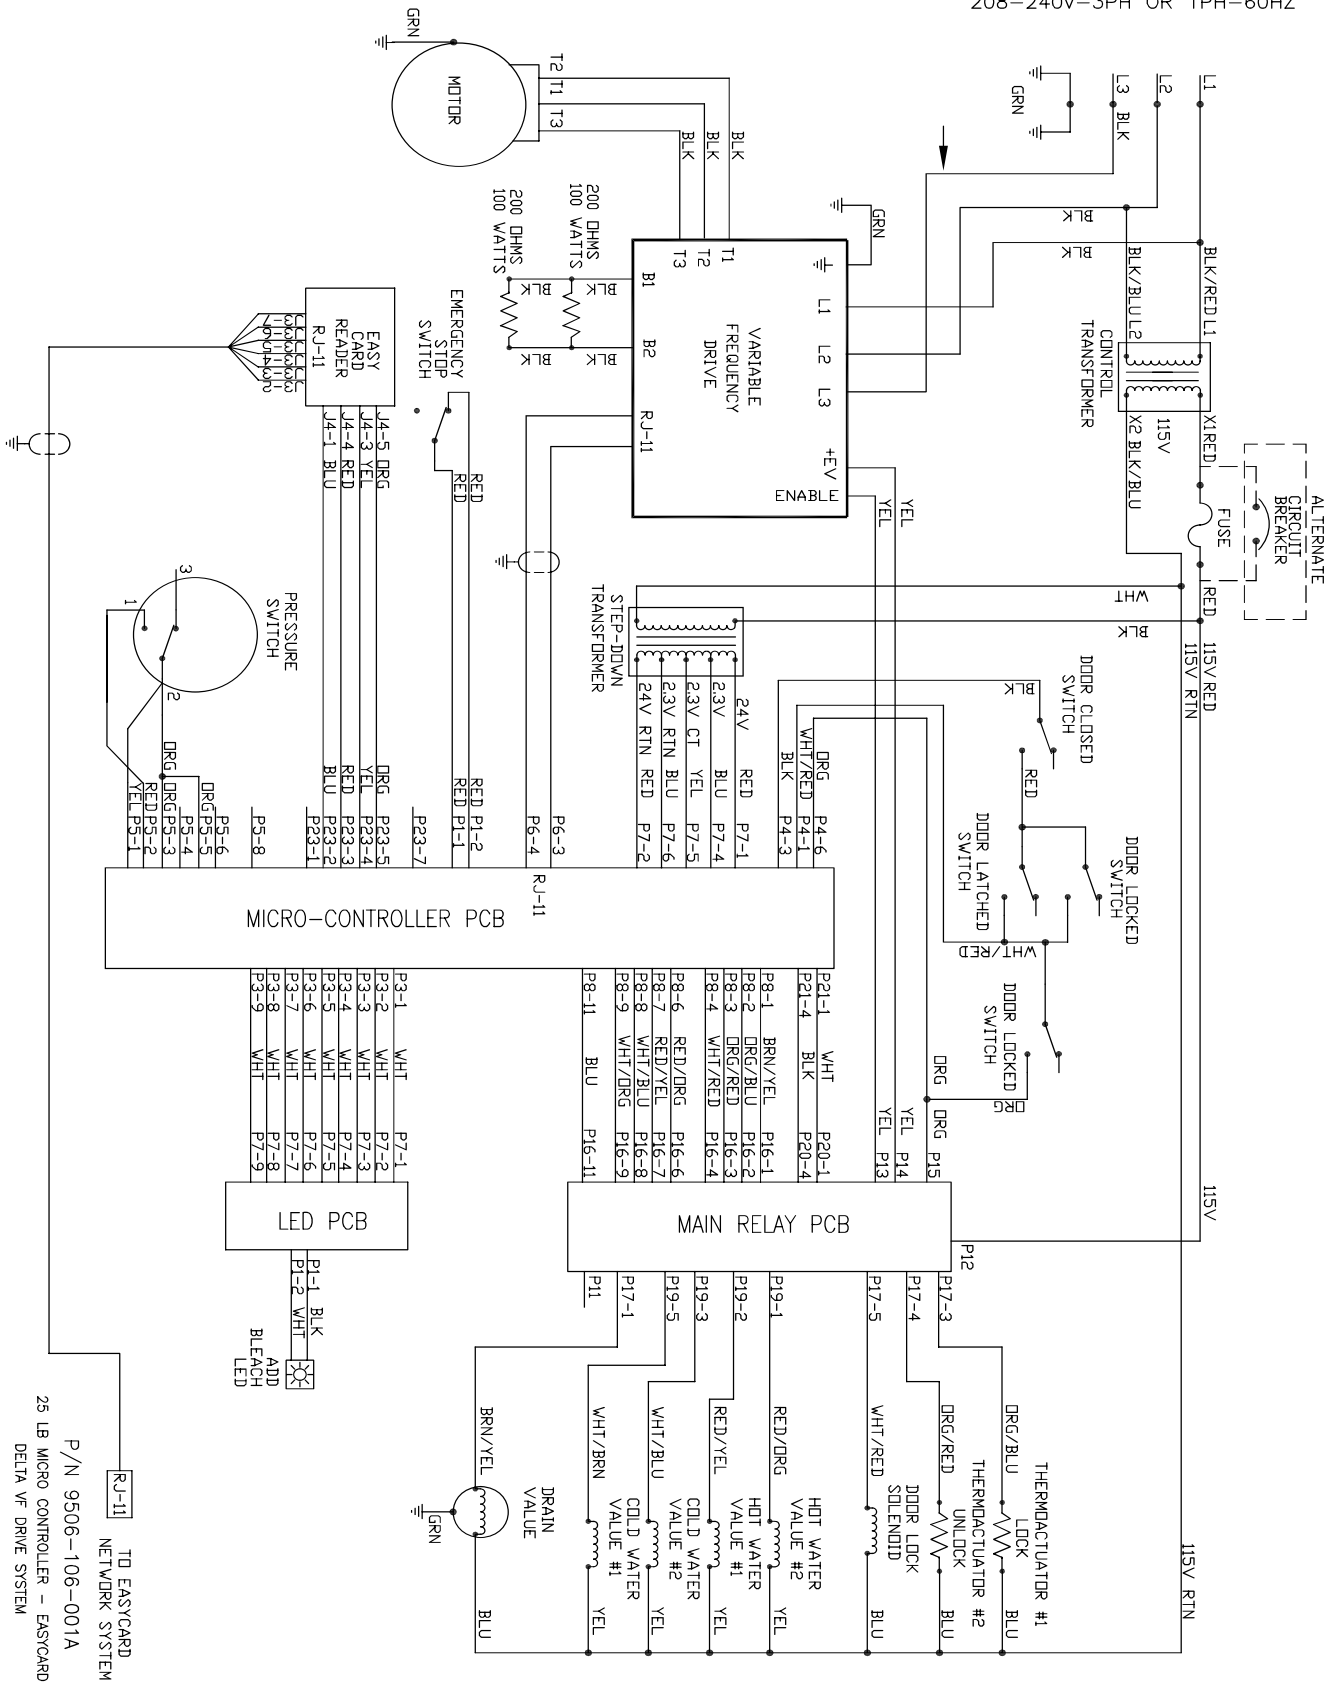 208-240V-3PH OR 1PH-60HZ
GRN
MOTOR
T2
T1
T3
BLK
BLK
BLK
L3
L2
L1
BLK
GRN
GRN
BLK
BLK
BLK/BLU L2
BLK/RED L1
CONTROL
TRANSFORMER
X2 BLK/BLU
115V
X1 RED
ALTERNATE
CIRCUIT
BREAKER
FUSE
RED
WHT
BLK
115V RED
115V RTN
200 OHMS
100 WATTS
200 OHMS
100 WATTS
BLK
BLK
BLK
BLK
T3
T2
T1
B1
B2
RJ-11
VARIABLE
FREQUENCY
DRIVE
L1
L2
L3
+EV
ENABLE
YEL
YEL
EMERGENCY
STOP
SWITCH
RED
RED
EASY
CARD
READER
RJ-11
J3-7
J3-1
J3-6
J3-4
J3-3
J3-2
J4-1 BLU
J4-4 RED
J4-3 YEL
J4-5 ORG
PRESSURE
SWITCH
3
1
2
STEP-DOWN
TRANSFORMER
24V RTN RED P7-2
2.3V RTN BLU P7-6
2.3V CT YEL P7-5
2.3V BLU P7-4
24V RED P7-1
BLK P4-3
WHT/RED P4-1
ORG P4-6
DOOR CLOSED
SWITCH
BLK
RED
DOOR LATCHED
SWITCH
DOOR LOCKED
SWITCH
WHT/RED
DOOR LOCKED
SWITCH
ORG
ORG
YEL P5-1
RED P5-2
ORG P5-3
ORG
P5-4
ORG P5-5
P5-6
P5-8
P23-1
BLU P23-2
RED P23-3
YEL P23-4
ORG P23-5
P23-7
RED P1-1
RED P1-2
P6-4
P6-3
RJ-11
MICRO-CONTROLLER PCB
P3-9 WHT P7-9
P3-8 WHT P7-8
P3-7 WHT P7-7
P3-6 WHT P7-6
P3-5 WHT P7-5
P3-4 WHT P7-4
P3-3 WHT P7-3
P3-2 WHT P7-2
P3-1 WHT P7-1
P8-11 BLU P16-11
P8-9 WHT/ORG P16-9
P8-8 WHT/BLU P16-8
P8-7 RED/YEL P16-7
P8-6 RED/ORG P16-6
P8-4 WHT/RED P16-4
P8-3 ORG/RED P16-3
P8-2 ORG/BLU P16-2
P8-1 BRN/YEL P16-1
P21-4 BLK P20-4
P21-1 WHT P20-1
YEL P13
YEL P14
ORG P15
115V
LED PCB
P1-2 WHT
P1-1 BLK
ADD
BLEACH
LED
MAIN RELAY PCB
P12
P11
P17-1
P19-5
P19-3
P19-2
P19-1
P17-5
P17-4
P17-3
BRN/YEL
DRAIN
VALUE
GRN
BLU
WHT/BRN
COLD WATER
VALUE #1
YEL
WHT/BLU
COLD WATER
VALUE #2
YEL
RED/YEL
HOT WATER
VALUE #1
YEL
RED/ORG
HOT WATER
VALUE #2
YEL
WHT/RED
DOOR LOCK
SOLENOID
BLU
ORG/RED
THERMOACTUATOR #2
UNLOCK
BLU
ORG/BLU
THERMOACTUATOR #1
LOCK
BLU
115V RTN
RJ-11
TO EASYCARD
NETWORK SYSTEM
P/N 9506-106-001A
25 LB MICRO CONTROLLER - EASYCARD
DELTA VF DRIVE SYSTEM